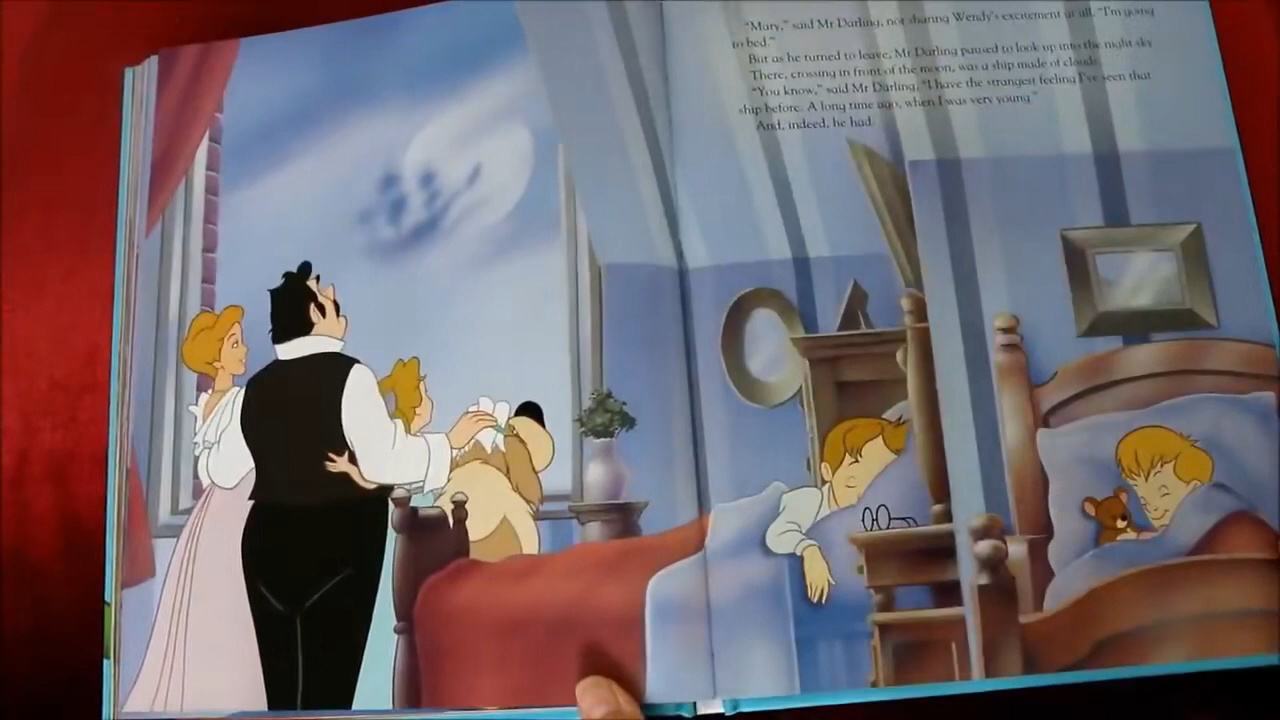 "Mary," said Mr Darling, not sharing Wendy's excitement at all, "I'm going
to bed."
But as he turned to leave, Mr Darling paused to look up into the night sky
There, crossing in front of the moon, was a ship made of clouds.
"You know," said Mr Darling, "I have the strangest feeling I've seen that
ship before. A long time ago, when I was very young."
And, indeed, he had.